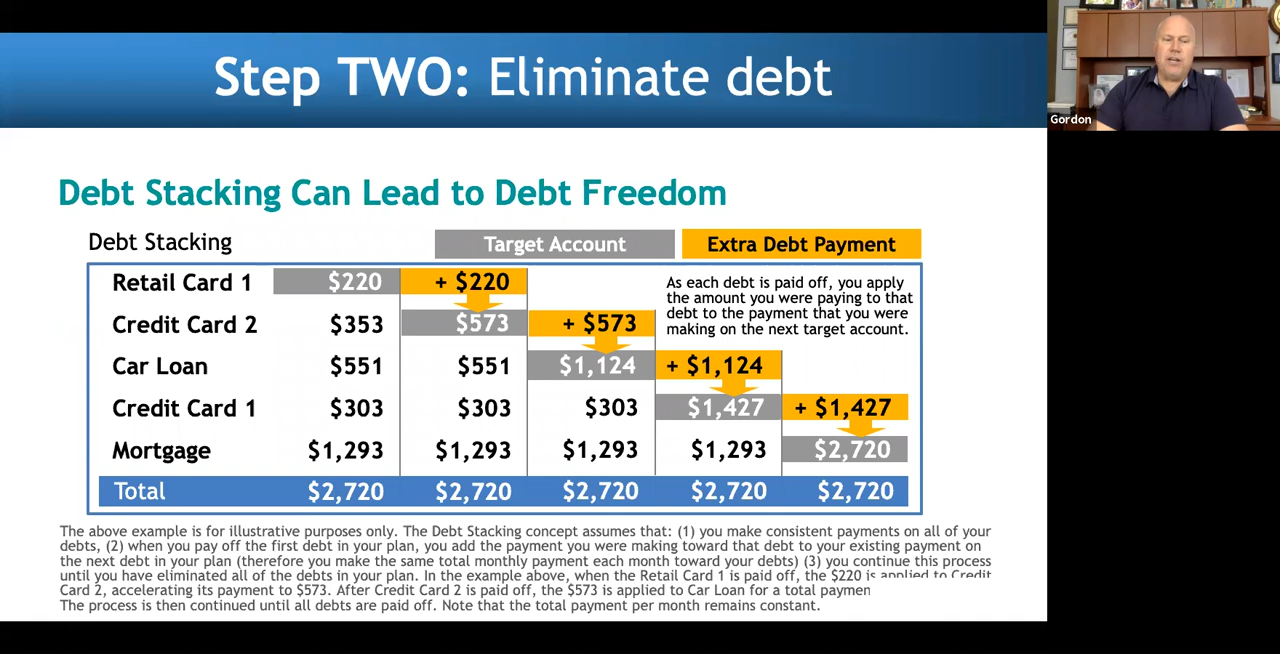 Step TWO: Eliminate debt
Gordon
Debt Stacking Can Lead to Debt Freedom
Debt Stacking Target Account Extra Debt Payment
Retail Card 1 $220 + $220
As each debt is paid off, you apply
the amount you were paying to that
debt to the payment that you were
making on the next target account.
Credit Card 2 $353 $573 + $573
Car Loan $551 $551 $1,124 + $1,124
Credit Card 1 $303 $303 $303 $1,427 + $1,427
Mortgage $1,293 $1,293 $1,293 $1,293 $2,720
Total $2,720 $2,720 $2,720 $2,720 $2,720
The above example is for illustrative purposes only. The Debt Stacking concept assumes that: (1) you make consistent payments on all of your
debts, (2) when you pay off the first debt in your plan, you add the payment you were making toward that debt to your existing payment on
the next debt in your plan (therefore you make the same total monthly payment each month toward your debts) (3) you continue this process
until you have eliminated all of the debts in your plan. In the example above, when the Retail Card 1 is paid off, the $220 is applied to Credit
Card 2, accelerating its payment to $573. After Credit Card 2 is paid off, the $573 is applied to Car Loan for a total paymen
The process is then continued until all debts are paid off. Note that the total payment per month remains constant.